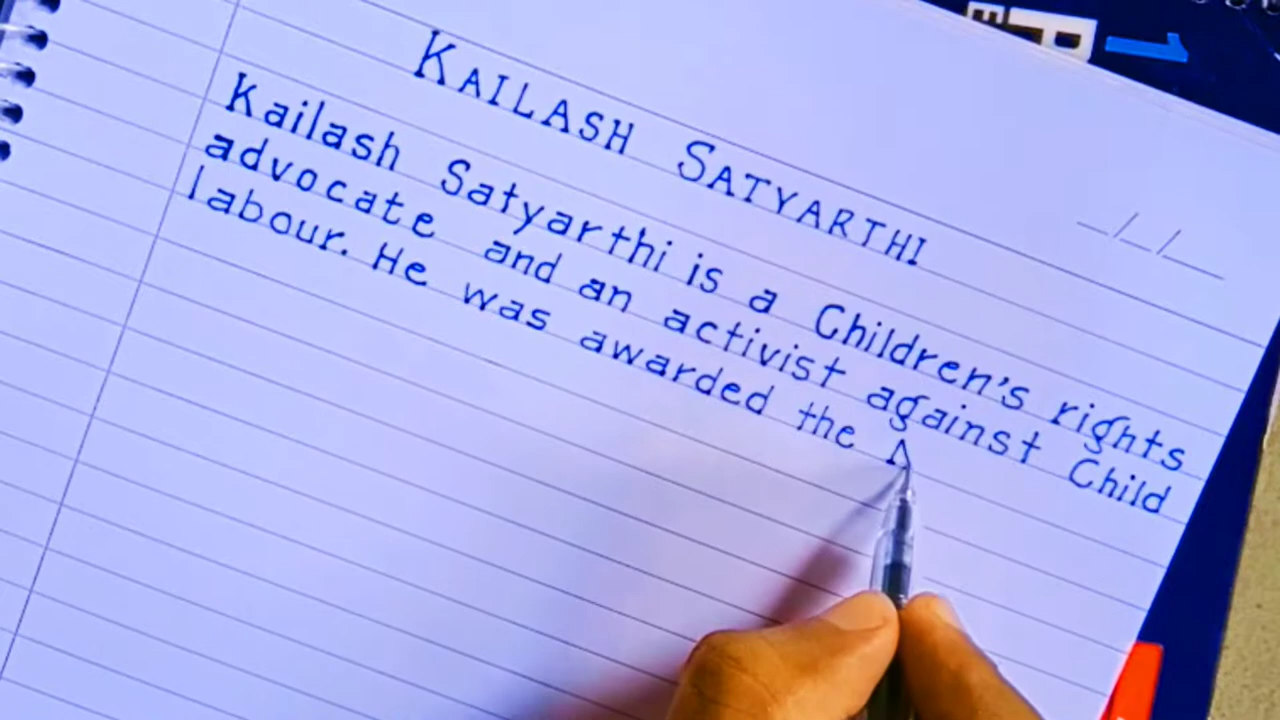 KAILASH SATYARTHI
Kailash Satyarthi is a Children's rights
advocate and an activist against Child
labour. He was awarded the